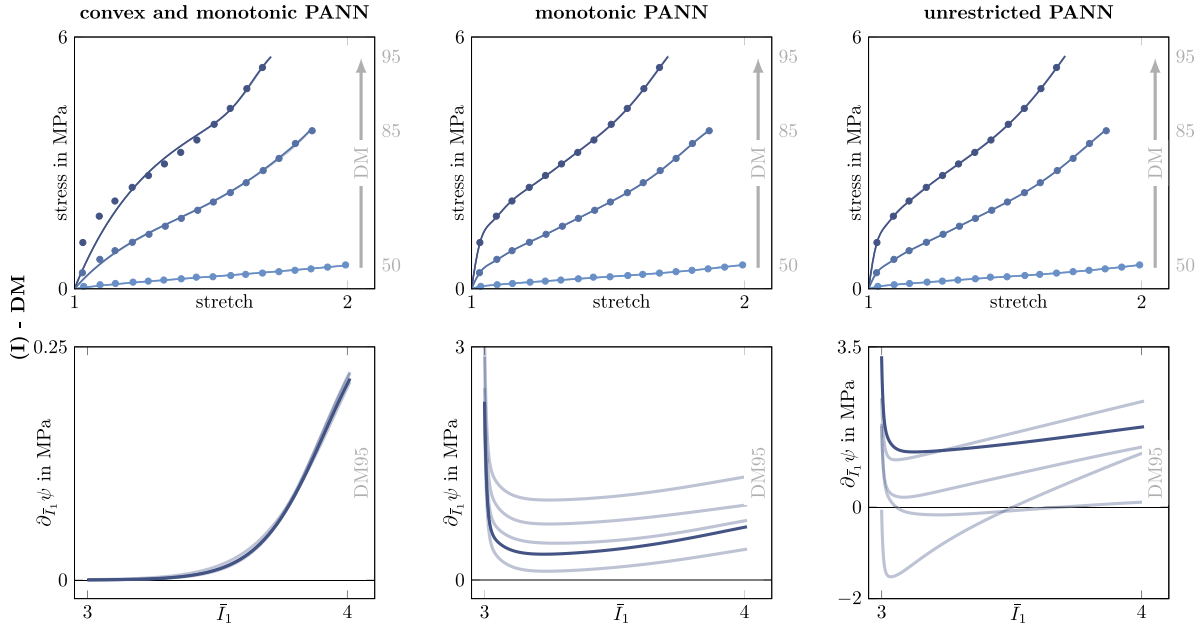 convex and monotonic PANN
monotonic PANN
unrestricted PANN
(I) - DM
6
stress in MPa
0
1
stretch
2
DM
95
85
50
6
stress in MPa
0
1
stretch
2
DM
95
85
50
6
stress in MPa
0
1
stretch
2
DM
95
85
50
0.25
∂_{Ī₁}ψ in MPa
0
3
Ī₁
4
DM95
3
∂_{Ī₁}ψ in MPa
0
3
Ī₁
4
DM95
3.5
∂_{Ī₁}ψ in MPa
0
−2
3
Ī₁
4
DM95